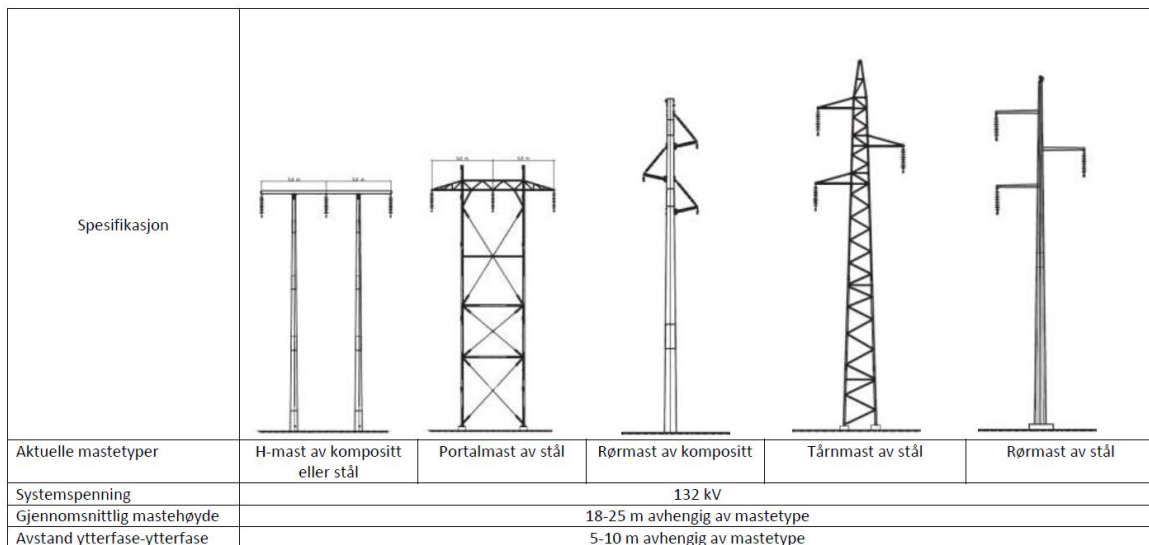 Spesifikasjon
Aktuelle mastetyper
H-mast av kompositt
eller stål
Portalmast av stål
Rørmast av kompositt
Tårnmast av stål
Rørmast av stål
Systemspenning
132 kV
Gjennomsnittlig mastehøyde
18-25 m avhengig av mastetype
Avstand ytterfase-ytterfase
5-10 m avhengig av mastetype